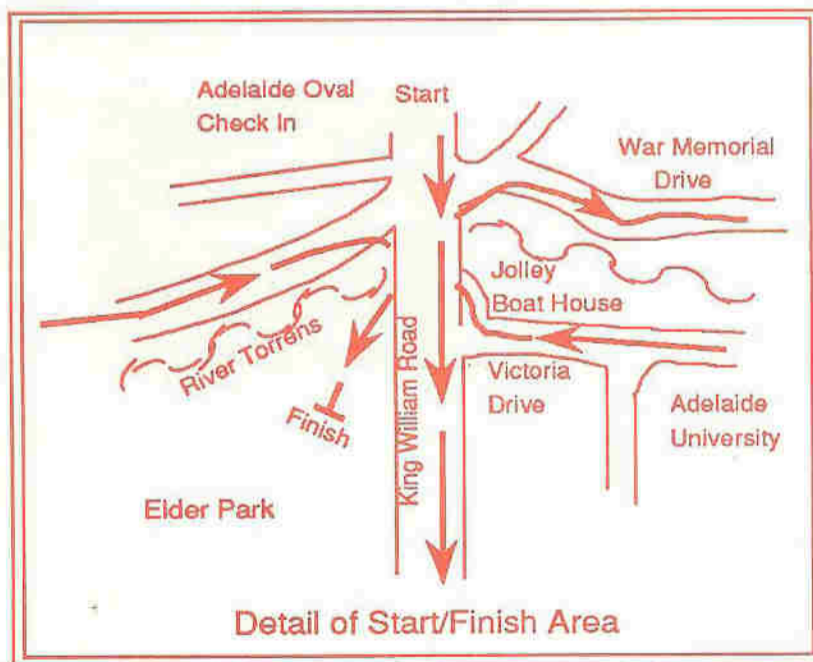 Adelaide Oval
Check In
Start
War Memorial
Drive
Jolley
Boat House
River Torrens
Finish
King William Road
Victoria
Drive
Adelaide
University
Elder Park
Detail of Start/Finish Area